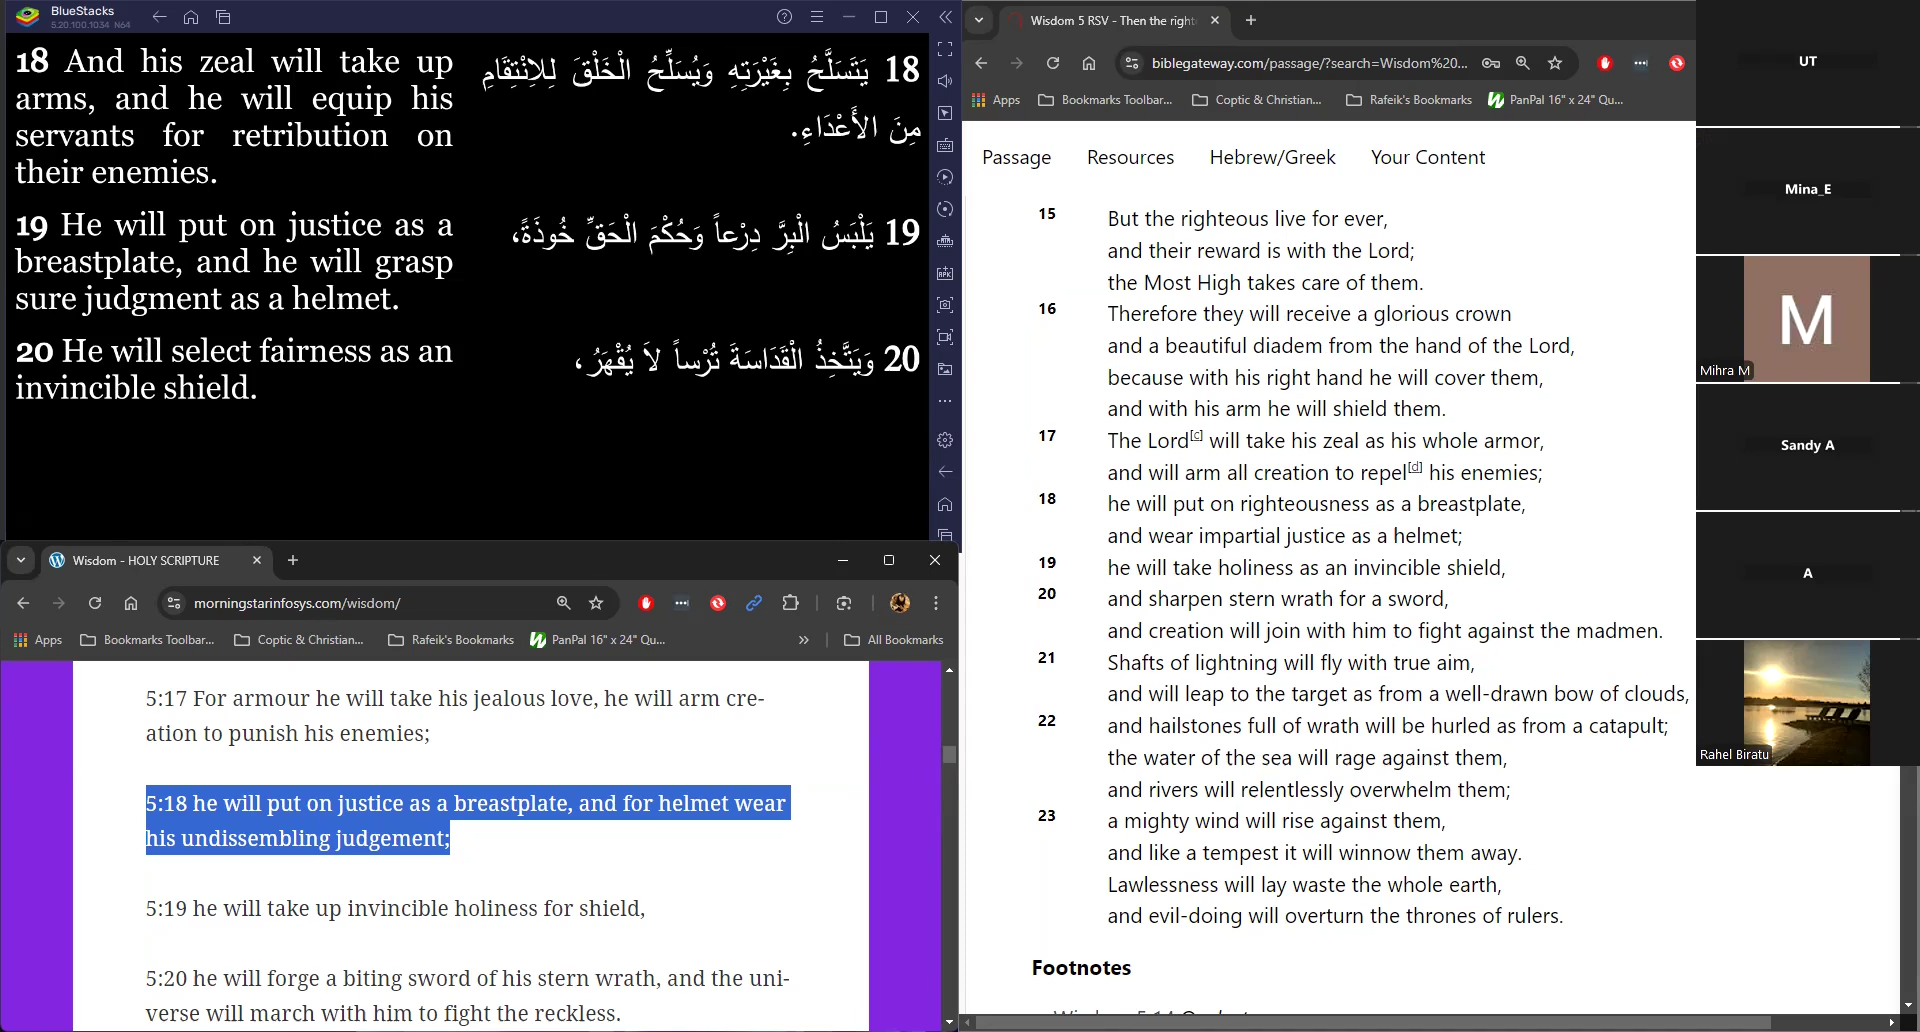 BlueStacks
5.20.100.1034 N64
18 And his zeal will take up
arms, and he will equip his
servants for retribution on
their enemies.
18 يَتَسَلَّحُ بِغَيْرَتِهِ وَيُسَلِّحُ الْخَلْقَ لِلاِنْتِقَامِ
مِنَ الأَعْدَاءِ.
19 He will put on justice as a
breastplate, and he will grasp
sure judgment as a helmet.
19 يَلْبَسُ الْبِرَّ دِرْعاً وَحُكْمَ الْحَقِّ خُوذَةً،
20 He will select fairness as an
invincible shield.
20 وَيَتَّخِذُ الْقَدَاسَةَ تُرْساً لاَ يُقْهَرُ،
APK
Wisdom - HOLY SCRIPTURE
morningstarinfosys.com/wisdom/
Apps Bookmarks Toolbar... Coptic & Christian... Rafeik's Bookmarks PanPal 16" x 24" Qu... » All Bookmarks
5:17 For armour he will take his jealous love, he will arm cre-
ation to punish his enemies;
5:18 he will put on justice as a breastplate, and for helmet wear
his undissembling judgement;
5:19 he will take up invincible holiness for shield,
5:20 he will forge a biting sword of his stern wrath, and the uni-
verse will march with him to fight the reckless.
Wisdom 5 RSV - Then the right
biblegateway.com/passage/?search=Wisdom%20...
Apps Bookmarks Toolbar... Coptic & Christian... Rafeik's Bookmarks PanPal 16" x 24" Qu...
Passage Resources Hebrew/Greek Your Content
15 But the righteous live for ever,
and their reward is with the Lord;
the Most High takes care of them.
16 Therefore they will receive a glorious crown
and a beautiful diadem from the hand of the Lord,
because with his right hand he will cover them,
and with his arm he will shield them.
17 The Lord[c] will take his zeal as his whole armor,
and will arm all creation to repel[d] his enemies;
18 he will put on righteousness as a breastplate,
and wear impartial justice as a helmet;
19 he will take holiness as an invincible shield,
20 and sharpen stern wrath for a sword,
and creation will join with him to fight against the madmen.
21 Shafts of lightning will fly with true aim,
and will leap to the target as from a well-drawn bow of clouds,
22 and hailstones full of wrath will be hurled as from a catapult;
the water of the sea will rage against them,
and rivers will relentlessly overwhelm them;
23 a mighty wind will rise against them,
and like a tempest it will winnow them away.
Lawlessness will lay waste the whole earth,
and evil-doing will overturn the thrones of rulers.
Footnotes
UT
Mina_E
M
Mihra M
Sandy A
A
Rahel Biratu